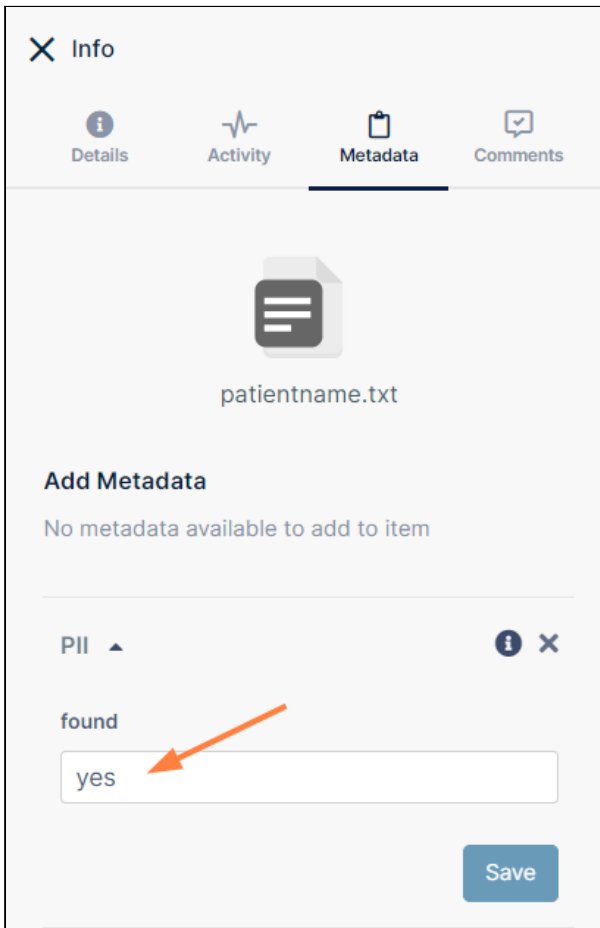 Info
Details Activity Metadata Comments
patientname.txt
Add Metadata
No metadata available to add to item
PII
found
yes
Save